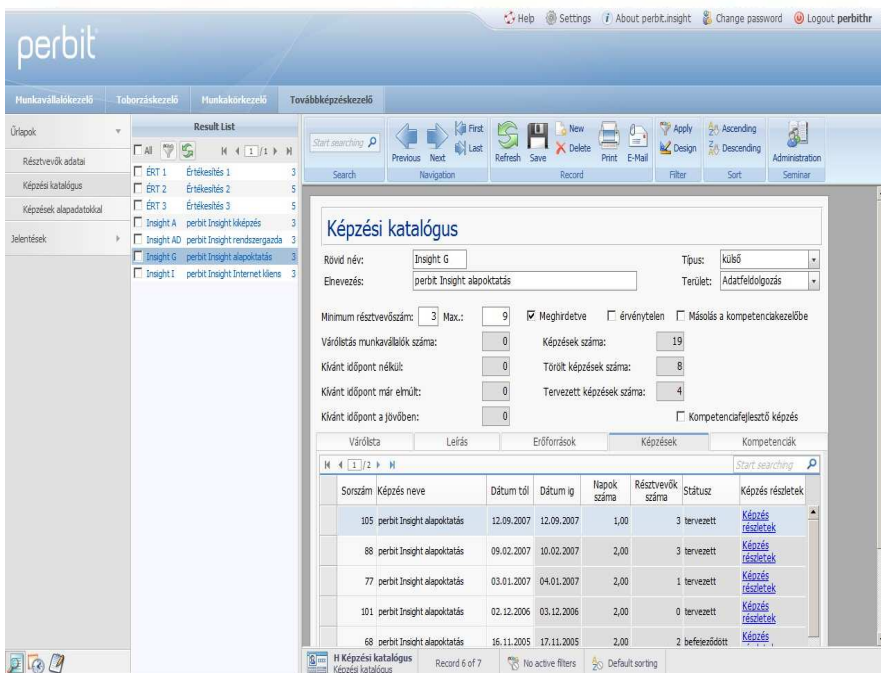 Help Settings About perbit.insight Change password Logout perbithr
perbit
Munkavállalókezelő Toborzáskezelő Munkakörkezelő Továbbképzéskezelő
Űrlapok
Résztvevők adatai
Képzési katalógus
Képzések alapadatokkal
Jelentések
Result List
All 1 /1
ÉRT 1 Értékesítés 1 3
ÉRT 2 Értékesítés 2 5
ÉRT 3 Értékesítés 3 5
Insight A perbit Insight kiképzés 3
Insight AD perbit Insight rendszergazda 3
Insight G perbit Insight alapoktatás 3
Insight I perbit Insight Internet kliens 3
Start searching
Search
Previous Next First Last
Navigation
Refresh Save New Delete Print E-Mail
Record
Apply Design
Filter
Ascending Descending
Sort
Administration
Seminar
Képzési katalógus
Rövid név: Insight G Típus: külső
Elnevezés: perbit Insight alapoktatás Terület: Adatfeldolgozás
Minimum résztvevőszám: 3 Max.: 9 Meghirdetve érvénytelen Másolás a kompetenciakezelőbe
Várólistás munkavállalók száma: 0 Képzések száma: 19
Kívánt időpont nélkül: 0 Törölt képzések száma: 8
Kívánt időpont már elmúlt: 0 Tervezett képzések száma: 4
Kívánt időpont a jövőben: 0 Kompetenciafejlesztő képzés
Várólista Leírás Erőforrások Képzések Kompetenciák
1 /2 Start searching
Sorszám Képzés neve Dátum tól Dátum ig Napok száma Résztvevők száma Státusz Képzés részletek
105 perbit Insight alapoktatás 12.09.2007 12.09.2007 1,00 3 tervezett Képzés részletek
88 perbit Insight alapoktatás 09.02.2007 10.02.2007 2,00 3 tervezett Képzés részletek
77 perbit Insight alapoktatás 03.01.2007 04.01.2007 2,00 1 tervezett Képzés részletek
101 perbit Insight alapoktatás 02.12.2006 03.12.2006 2,00 0 tervezett Képzés részletek
68 perbit Insight alapoktatás 16.11.2005 17.11.2005 2,00 2 befejeződött Képzés részletek
H Képzési katalógus
Képzési katalógus
Record 6 of 7 No active filters Default sorting